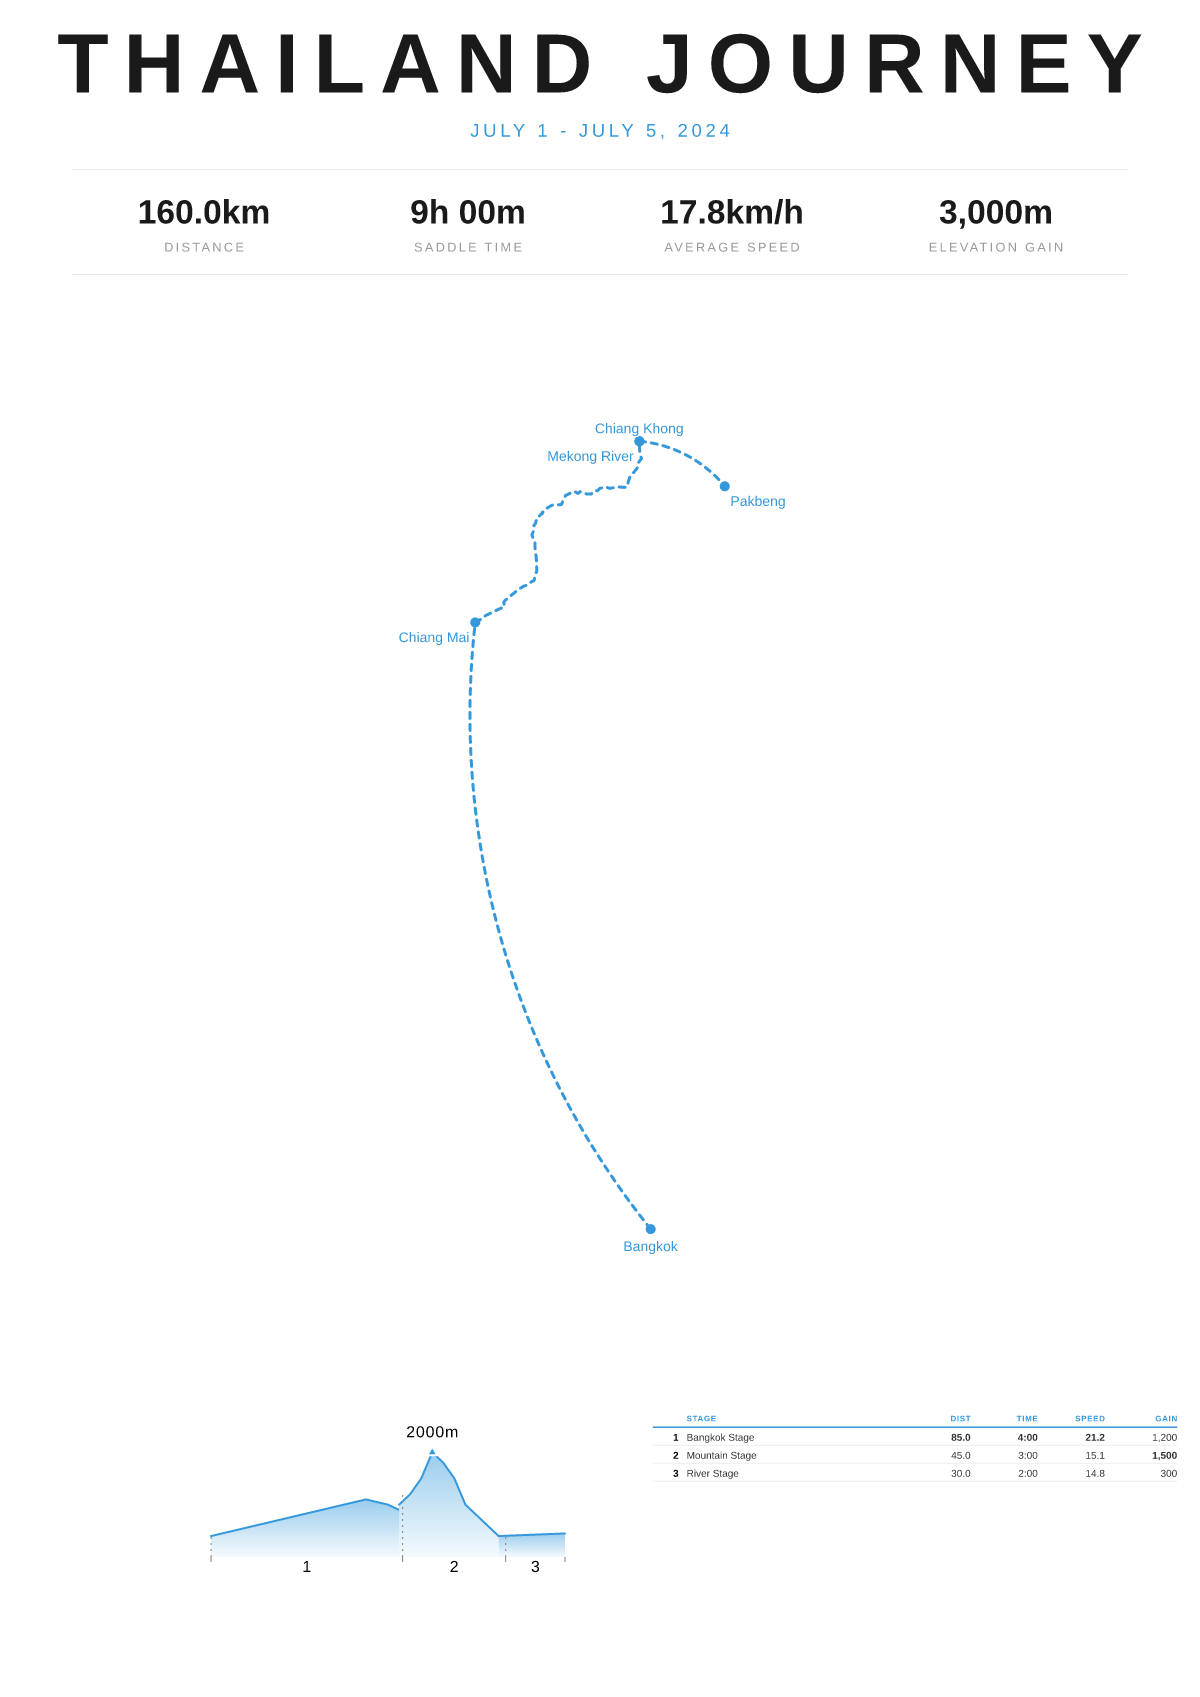 THAILAND JOURNEY
JULY 1 - JULY 5, 2024
160.0km 9h 00m 17.8km/h 3,000m
DISTANCE SADDLE TIME AVERAGE SPEED ELEVATION GAIN
Chiang Khong
Mekong River
Pakbeng
Chiang Mai
Bangkok
2000m
1 2 3
STAGE DIST TIME SPEED GAIN
1 Bangkok Stage 85.0 4:00 21.2 1,200
2 Mountain Stage 45.0 3:00 15.1 1,500
3 River Stage 30.0 2:00 14.8 300